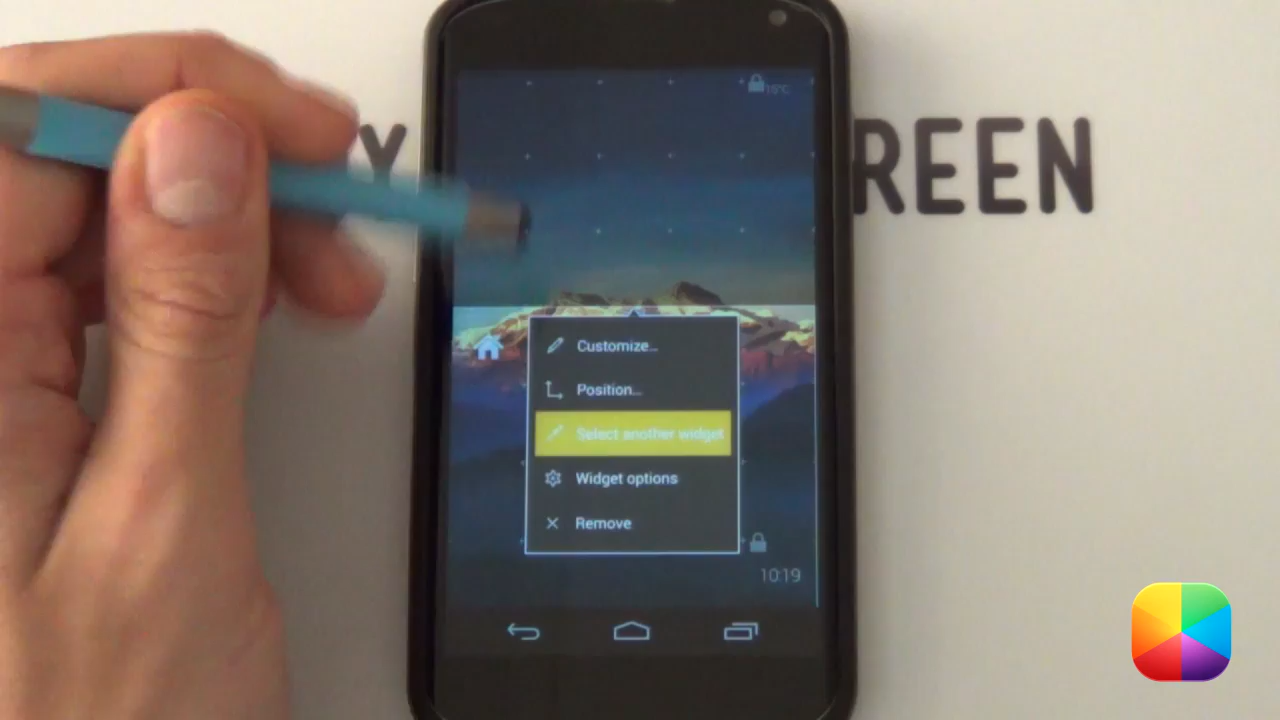 15°C
Y REEN
Customize...
Position...
Select another widget
Widget options
Remove
10:19